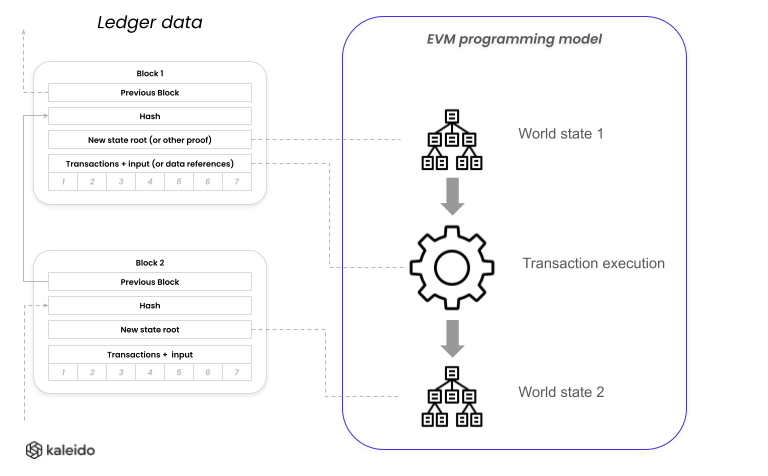 Ledger data
Block 1
Previous Block
Hash
New state root (or other proof)
Transactions + input (or data references)
1 2 3 4 5 6 7
Block 2
Previous Block
Hash
New state root
Transactions + input
1 2 3 4 5 6 7
kaleido
EVM programming model
World state 1
Transaction execution
World state 2